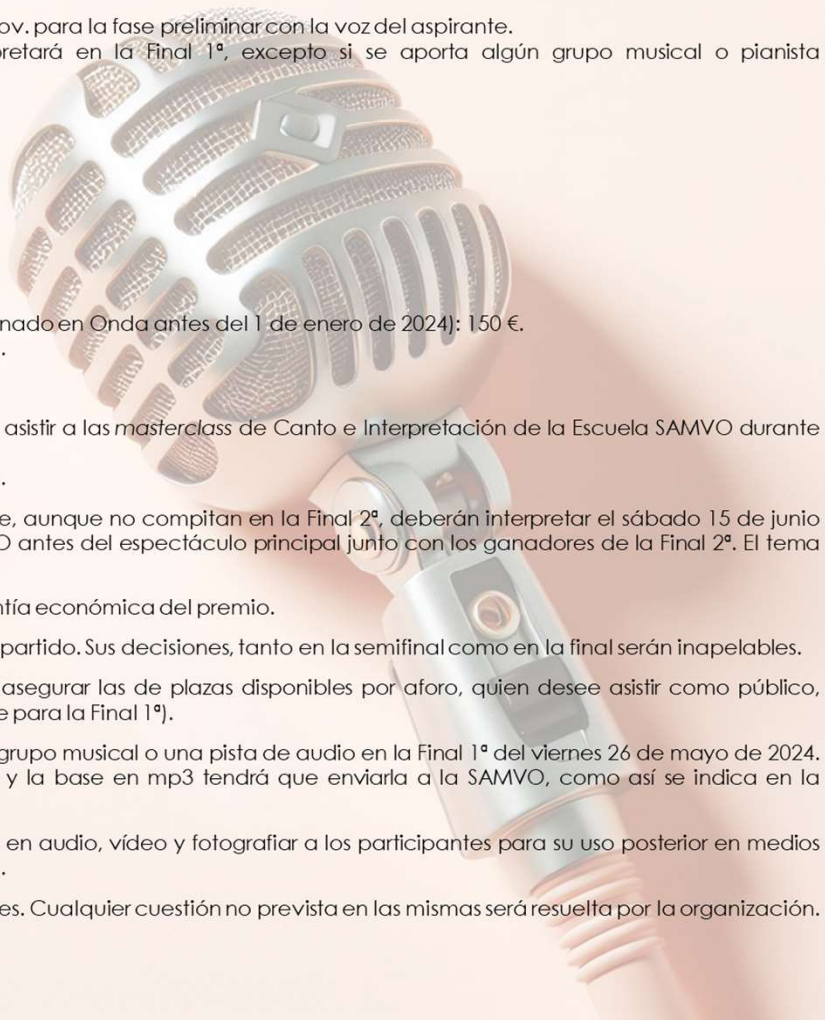 ov. para la fase preliminar con la voz del aspirante.
retará en la Final 1ª, excepto si se aporta algún grupo musical o pianista
nado en Onda antes del 1 de enero de 2024): 150 €.
.
asistir a las masterclass de Canto e Interpretación de la Escuela SAMVO durante
.
e, aunque no compitan en la Final 2ª, deberán interpretar el sábado 15 de junio
O antes del espectáculo principal junto con los ganadores de la Final 2ª. El tema
ntía económica del premio.
partido. Sus decisiones, tanto en la semifinal como en la final serán inapelables.
asegurar las de plazas disponibles por aforo, quien desee asistir como público,
e para la Final 1ª).
grupo musical o una pista de audio en la Final 1ª del viernes 26 de mayo de 2024.
y la base en mp3 tendrá que enviarla a la SAMVO, como así se indica en la
en audio, vídeo y fotografiar a los participantes para su uso posterior en medios
.
es. Cualquier cuestión no prevista en las mismas será resuelta por la organización.